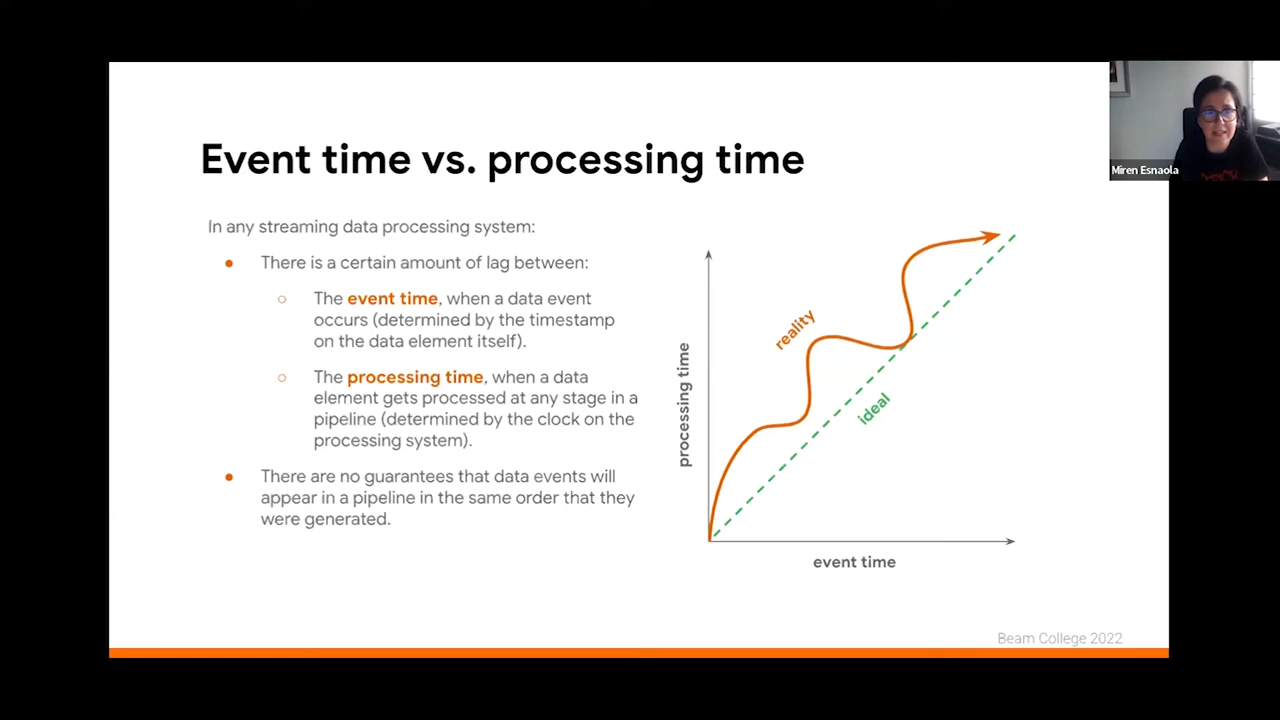 Event time vs. processing time
Miren Esnaola
In any streaming data processing system:
● There is a certain amount of lag between:
○ The event time, when a data event
occurs (determined by the timestamp
on the data element itself).
○ The processing time, when a data
element gets processed at any stage in a
pipeline (determined by the clock on the
processing system).
● There are no guarantees that data events will
appear in a pipeline in the same order that they
were generated.
processing time
reality
ideal
event time
Beam College 2022